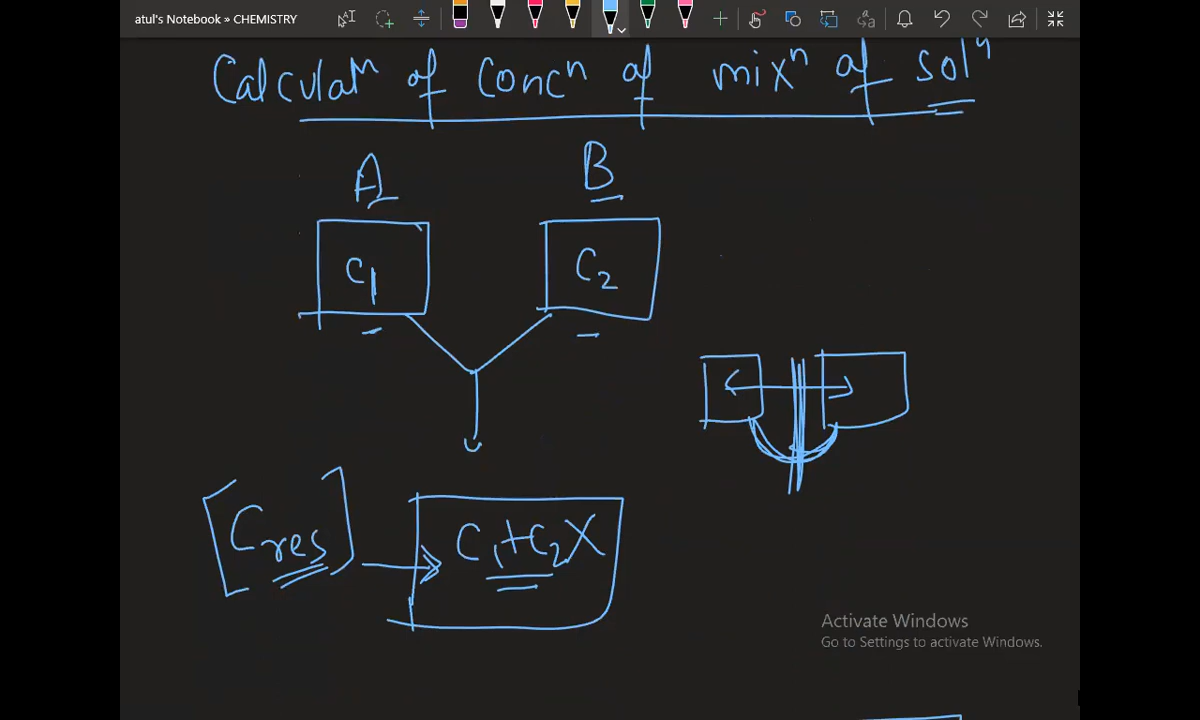 atul's Notebook » CHEMISTRY
Calculaⁿ of Concⁿ of mixⁿ of solⁿ
A B
C₁ C₂
[Cres] → C₁+C₂X
Activate Windows
Go to Settings to activate Windows.